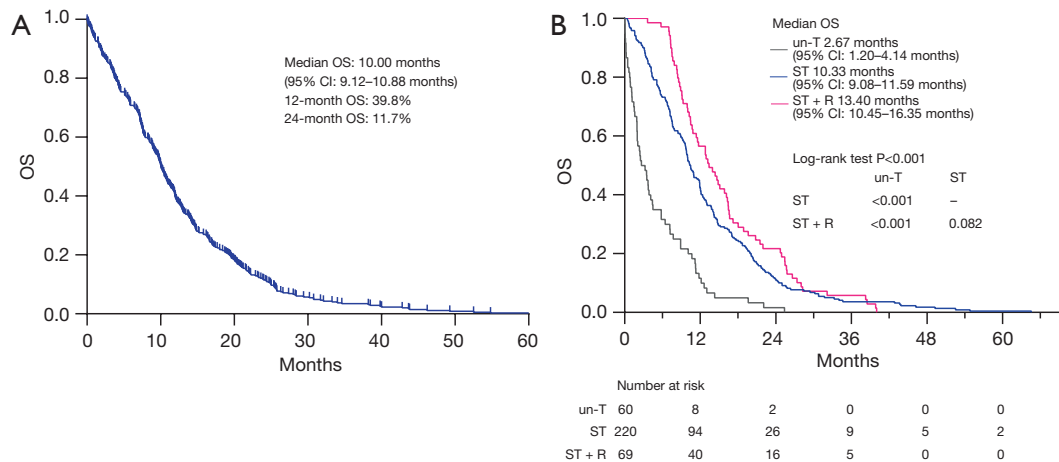 A
1.0
0.8
0.6
0.4
0.2
0.0
OS
0 10 20 30 40 50 60
Months
Median OS: 10.00 months
(95% CI: 9.12–10.88 months)
12-month OS: 39.8%
24-month OS: 11.7%
B
1.0
0.8
0.6
0.4
0.2
0.0
OS
0 12 24 36 48 60
Months
Median OS
un-T 2.67 months
(95% CI: 1.20–4.14 months)
ST 10.33 months
(95% CI: 9.08–11.59 months)
ST + R 13.40 months
(95% CI: 10.45–16.35 months)
Log-rank test P<0.001
un-T ST
ST <0.001 –
ST + R <0.001 0.082
Number at risk
un-T 60 8 2 0 0 0
ST 220 94 26 9 5 2
ST + R 69 40 16 5 0 0